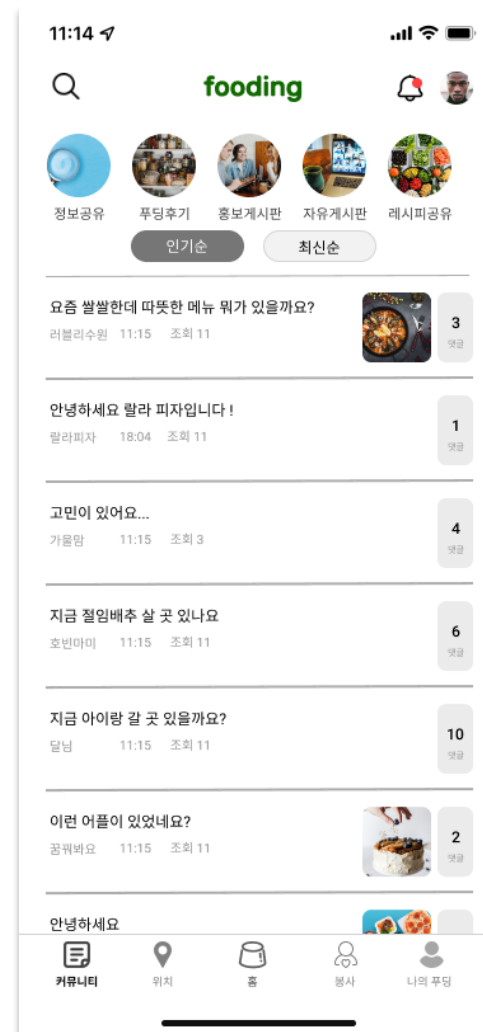 11:14
fooding
정보공유 푸딩후기 홍보게시판 자유게시판 레시피공유
인기순 최신순
요즘 쌀쌀한데 따뜻한 메뉴 뭐가 있을까요?
러블리수원 11:15 조회 11
3
댓글
안녕하세요 랄라 피자입니다 !
랄라피자 18:04 조회 11
1
댓글
고민이 있어요...
가물맘 11:15 조회 3
4
댓글
지금 절임배추 살 곳 있나요
호빈마미 11:15 조회 11
6
댓글
지금 아이랑 갈 곳 있을까요?
달님 11:15 조회 11
10
댓글
이런 어플이 있었네요?
꿈꿔봐요 11:15 조회 11
2
댓글
안녕하세요
커뮤니티 위치 홈 봉사 나의 푸딩